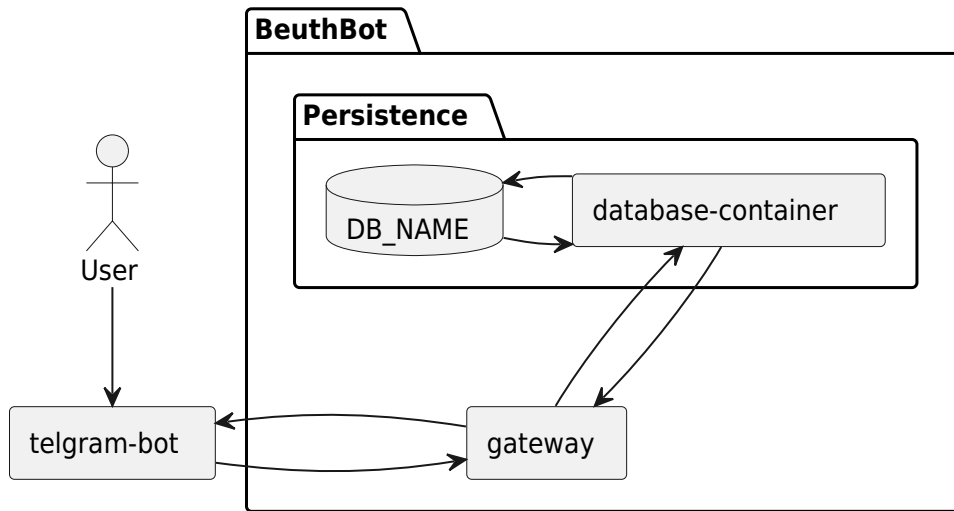 BeuthBot
Persistence
DB_NAME
database-container
User
telgram-bot
gateway